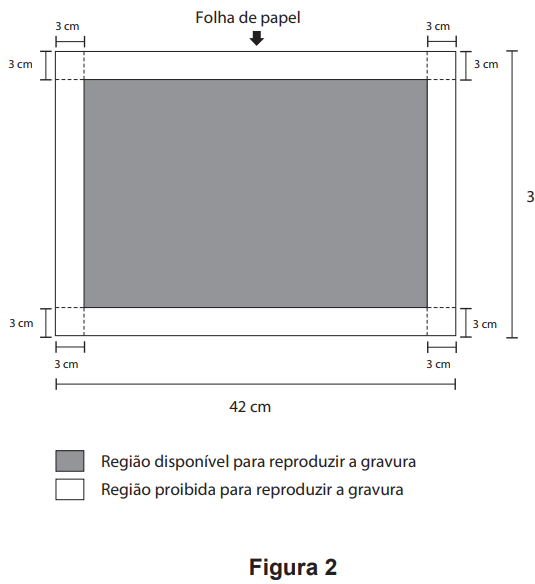 Folha de papel
3 cm
3 cm
3 cm
3 cm
3
3 cm
3 cm
3 cm
3 cm
42 cm
Região disponível para reproduzir a gravura
Região proibida para reproduzir a gravura
Figura 2